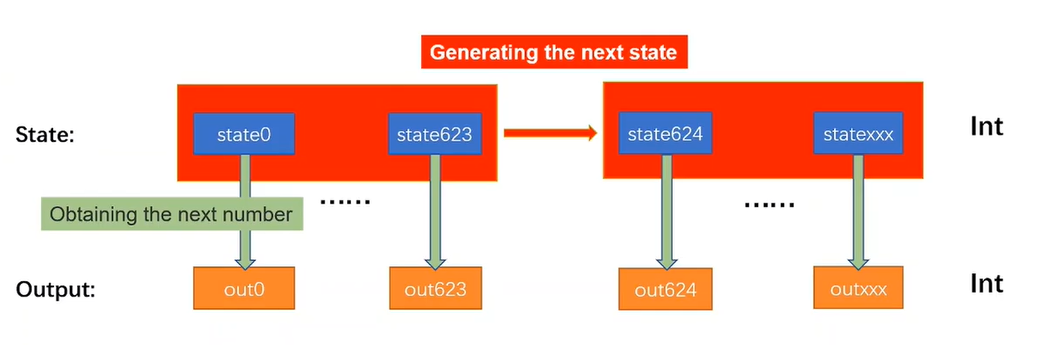 Generating the next state
State:
state0
state623
state624
statexxx
Int
Obtaining the next number
......
......
Output:
out0
out623
out624
outxxx
Int